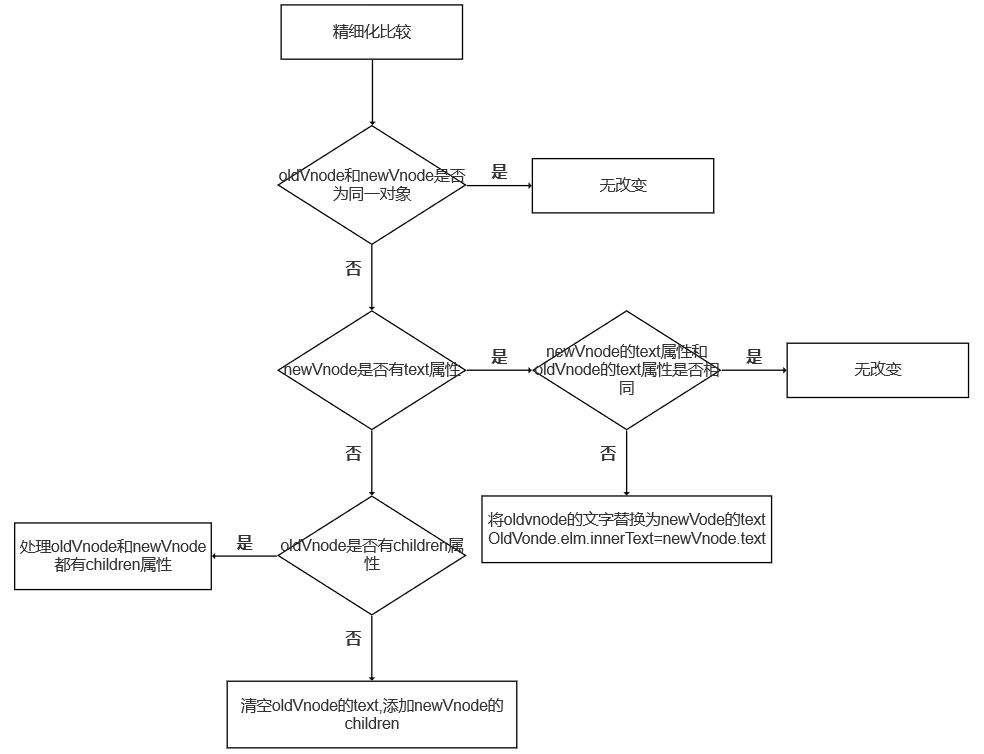 精细化比较
oldVnode和newVnode是否
为同一对象
是
无改变
否
newVnode是否有text属性
是
newVnode的text属性和
oldVnode的text属性是否相
同
是
无改变
否
否
将oldvnode的文字替换为newVode的text
OldVonde.elm.innerText=newVnode.text
oldVnode是否有children属
性
是
处理oldVnode和newVnode
都有children属性
否
清空oldVnode的text,添加newVnode的
children